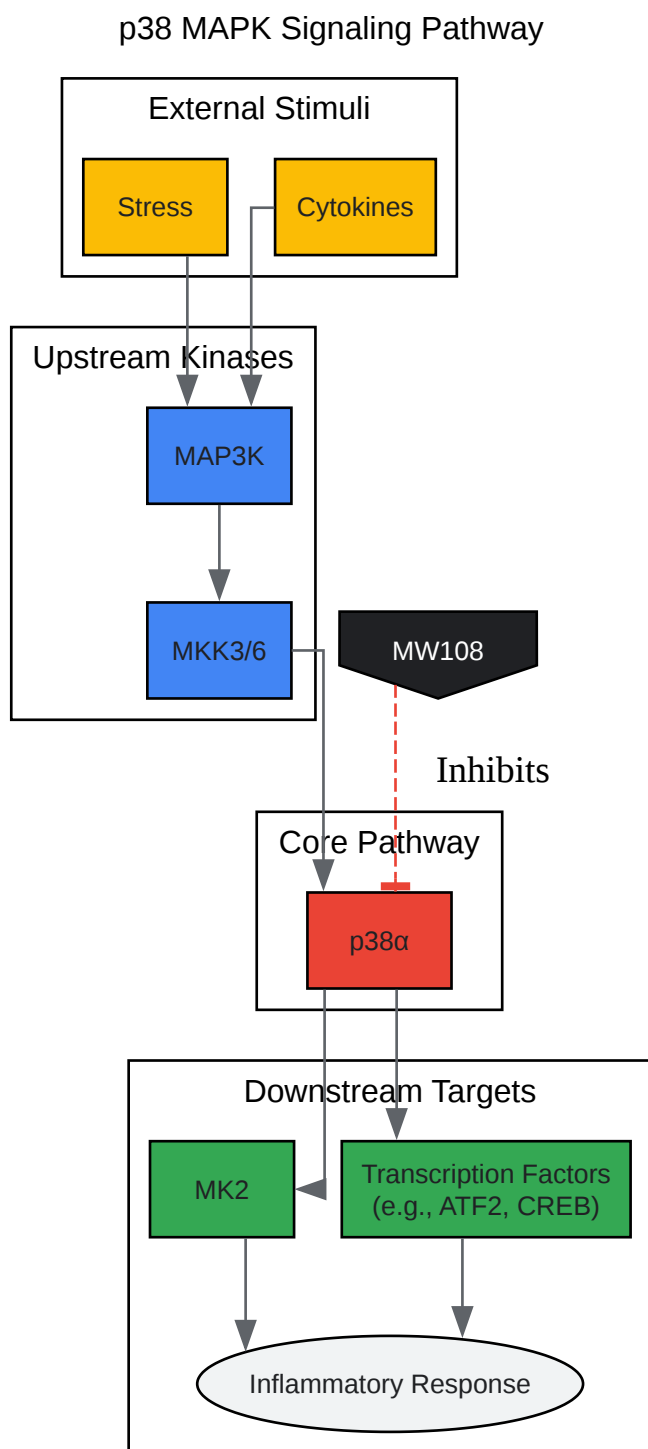 p38 MAPK Signaling Pathway
External Stimuli
Stress
Cytokines
Upstream Kinases
MAP3K
MKK3/6
MW108
Inhibits
Core Pathway
p38α
Downstream Targets
MK2
Transcription Factors
(e.g., ATF2, CREB)
Inflammatory Response